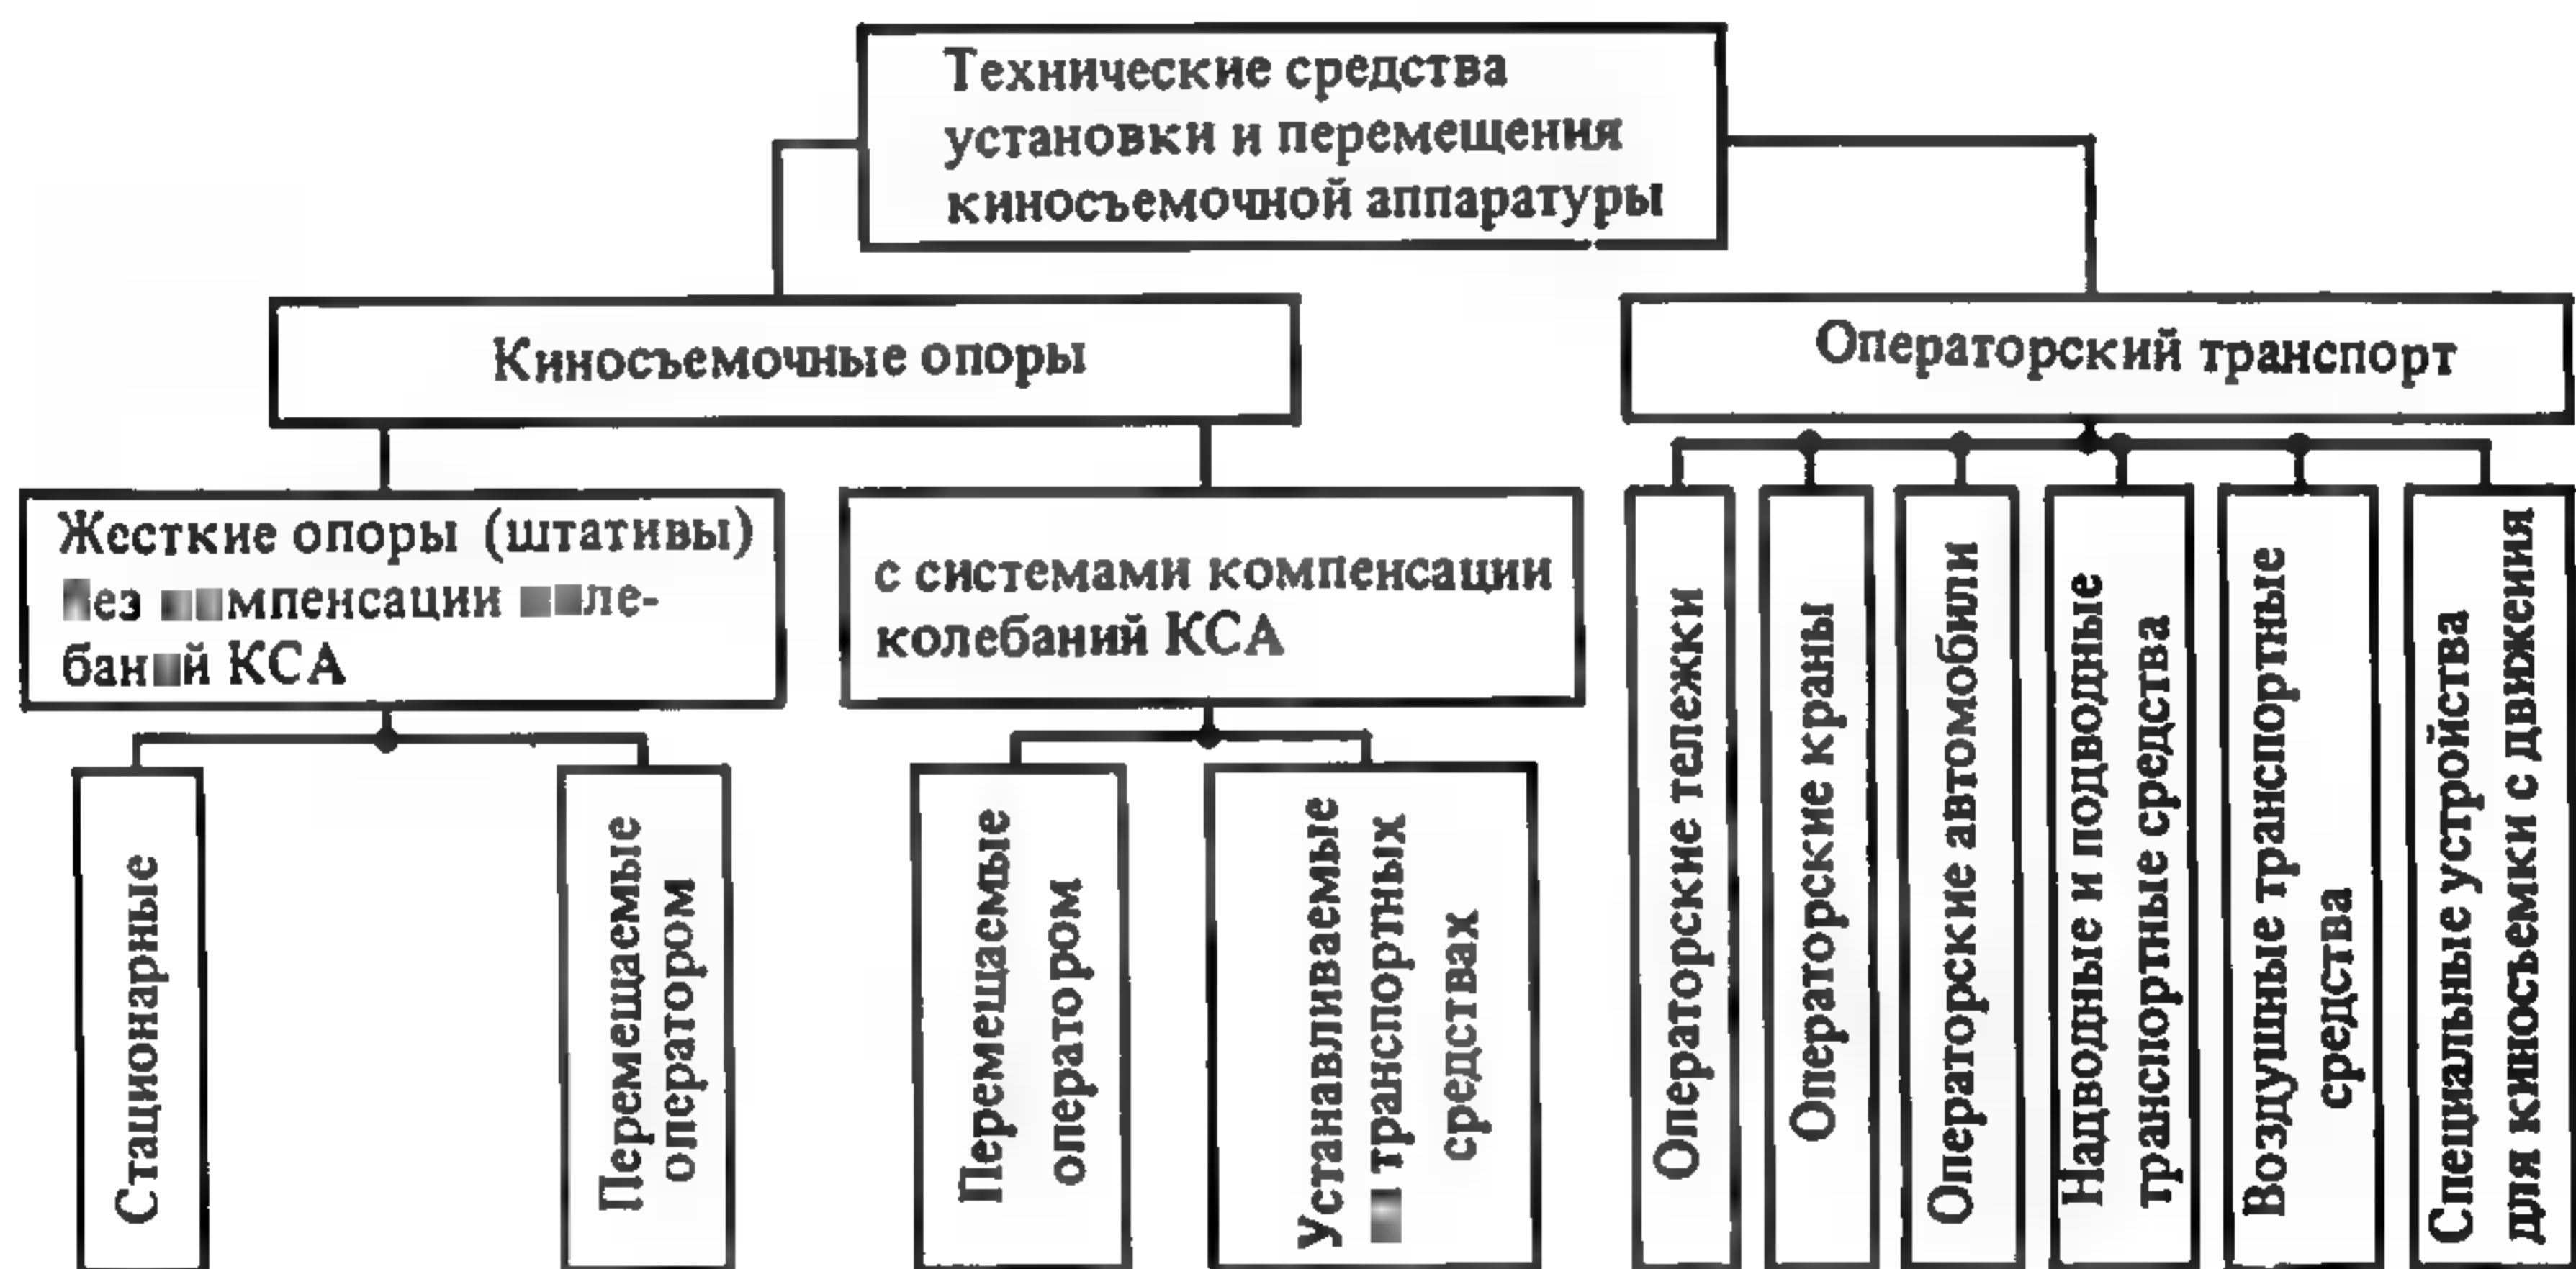 Технические средства
установки и перемещения
киносъемочной аппаратуры
Киносъемочные опоры
Операторский транспорт
Жесткие опоры (штативы)
КСА
с системами компенсации
колебаний КСА
Стационарные
Перемещаемые
оператором
Перемещаемые
оператором
Устанавливаемые
транспортных
средствах
Операторские тележки
Операторские краны
Операторские автомобили
Надводные и подводные
транспортные средства
Воздушные транспортные
средства
Специальные устройства
для киносъемки с движения